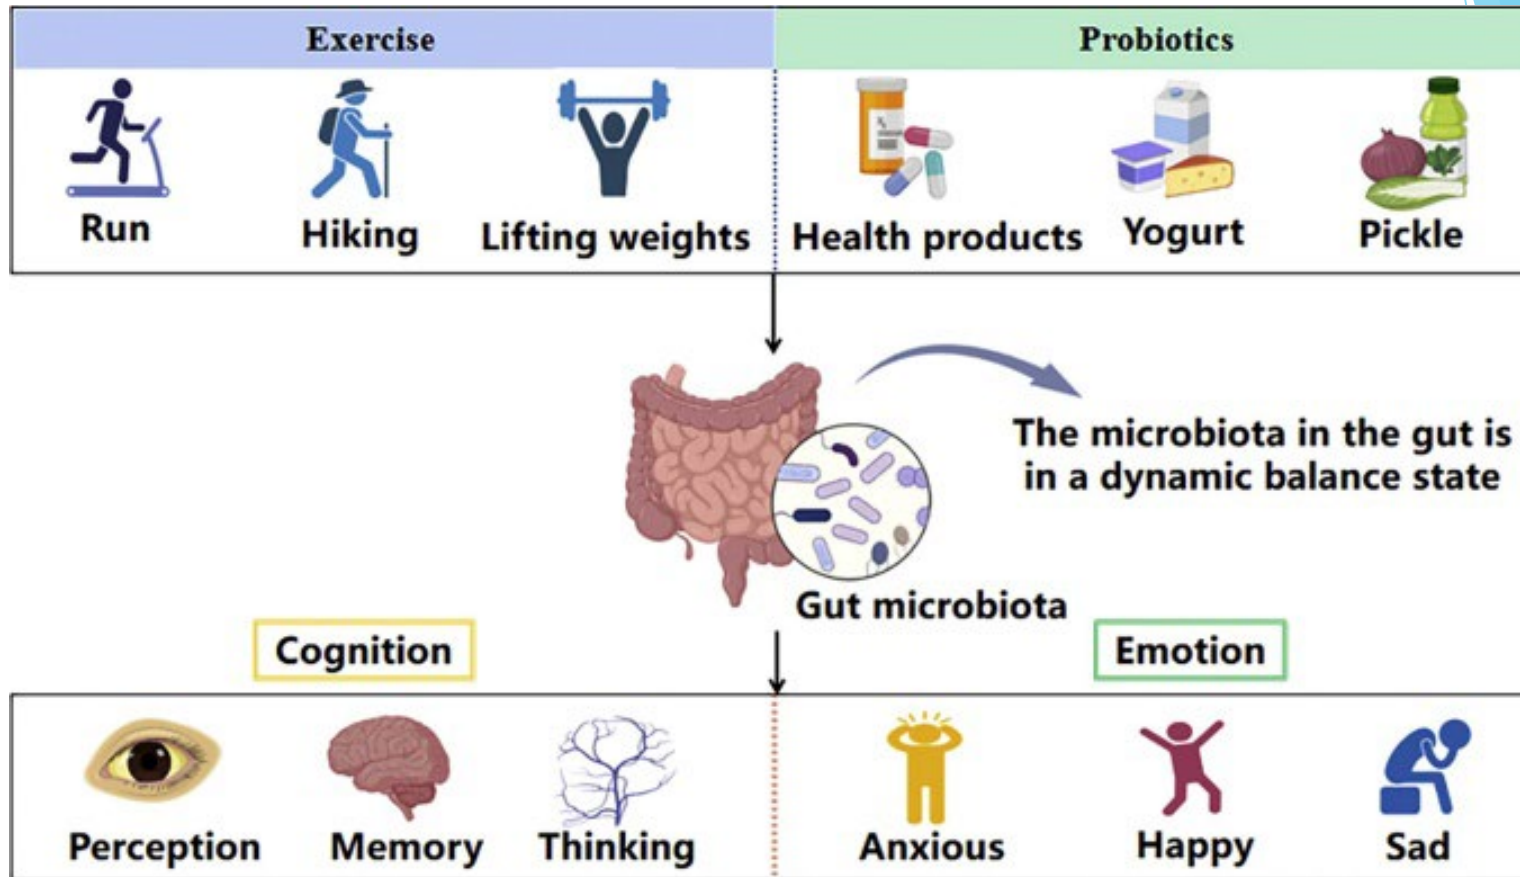 Exercise
Probiotics
Run
Hiking
Lifting weights
Health products
Yogurt
Pickle
The microbiota in the gut is
in a dynamic balance state
Gut microbiota
Cognition
Emotion
Perception
Memory
Thinking
Anxious
Happy
Sad